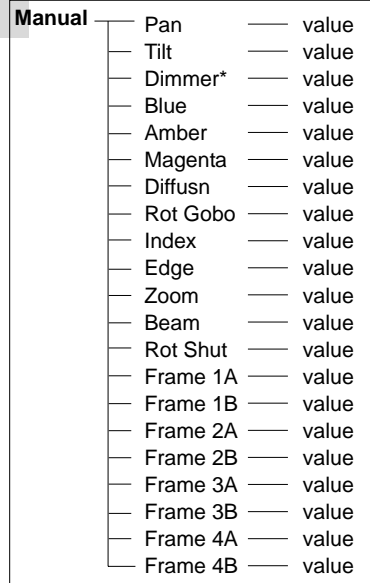 Manual Pan value
Tilt value
Dimmer* value
Blue value
Amber value
Magenta value
Diffusn value
Rot Gobo value
Index value
Edge value
Zoom value
Beam value
Rot Shut value
Frame 1A value
Frame 1B value
Frame 2A value
Frame 2B value
Frame 3A value
Frame 3B value
Frame 4A value
Frame 4B value